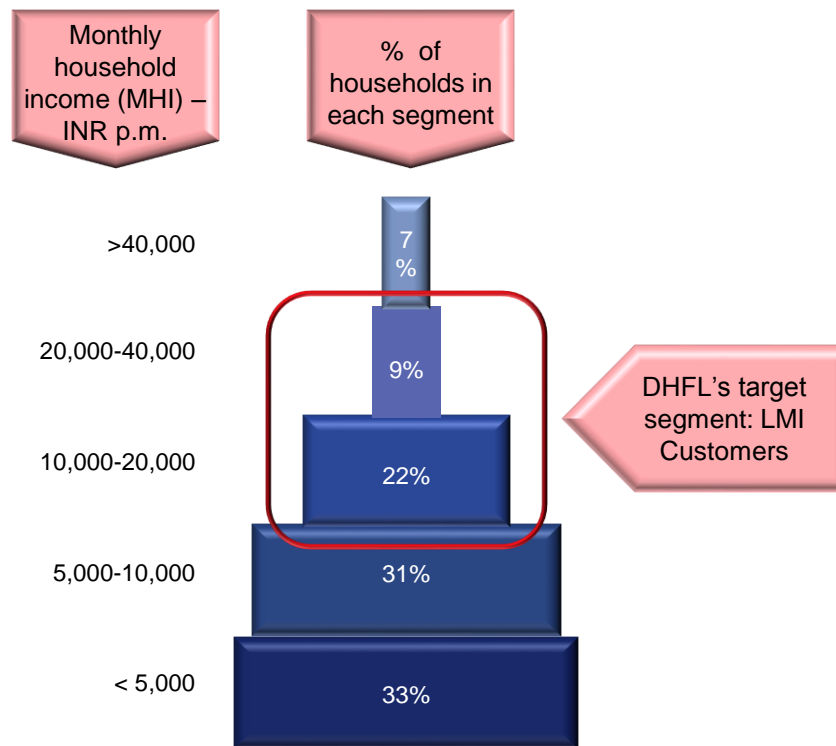 Monthly
household
income (MHI) –
INR p.m.
% of
households in
each segment
>40,000
7
%
20,000-40,000
9%
DHFL’s target
segment: LMI
Customers
10,000-20,000
22%
5,000-10,000
31%
< 5,000
33%